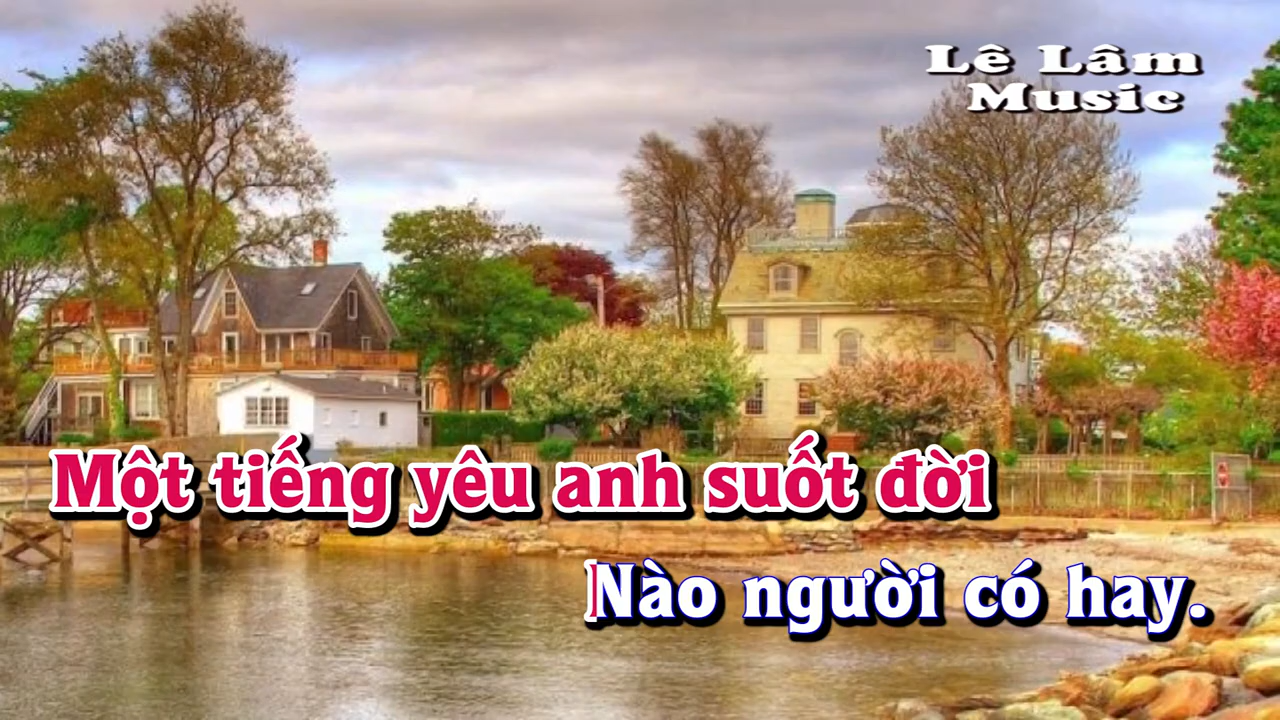 Lê Lâm
Music
Một tiếng yêu anh suốt đời
Nào người có hay.